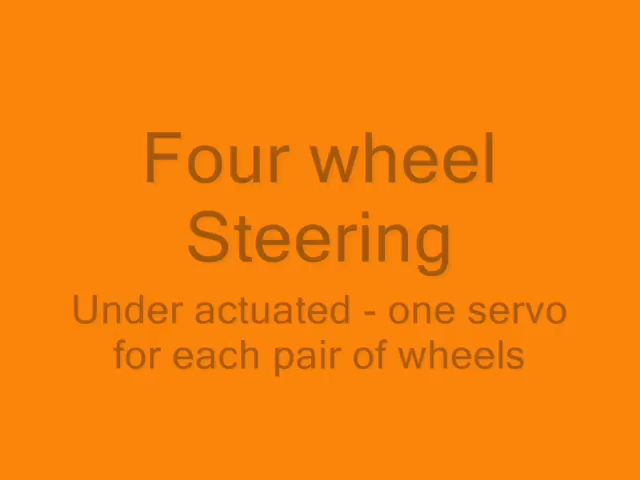 Four wheel
Steering
Under actuated - one servo
for each pair of wheels